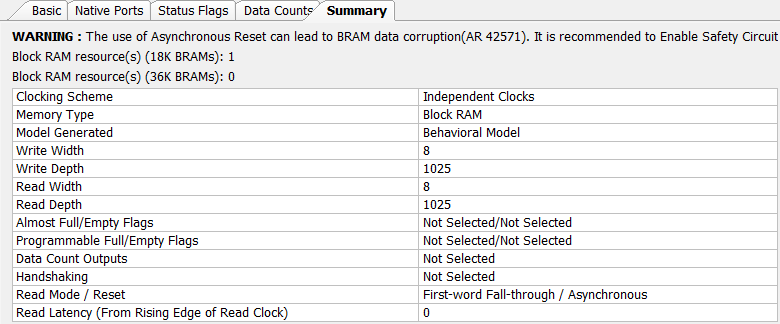 Basic Native Ports Status Flags Data Counts Summary
WARNING : The use of Asynchronous Reset can lead to BRAM data corruption(AR 42571). It is recommended to Enable Safety Circuit
Block RAM resource(s) (18K BRAMs): 1
Block RAM resource(s) (36K BRAMs): 0
Clocking Scheme Independent Clocks
Memory Type Block RAM
Model Generated Behavioral Model
Write Width 8
Write Depth 1025
Read Width 8
Read Depth 1025
Almost Full/Empty Flags Not Selected/Not Selected
Programmable Full/Empty Flags Not Selected/Not Selected
Data Count Outputs Not Selected
Handshaking Not Selected
Read Mode / Reset First-word Fall-through / Asynchronous
Read Latency (From Rising Edge of Read Clock) 0